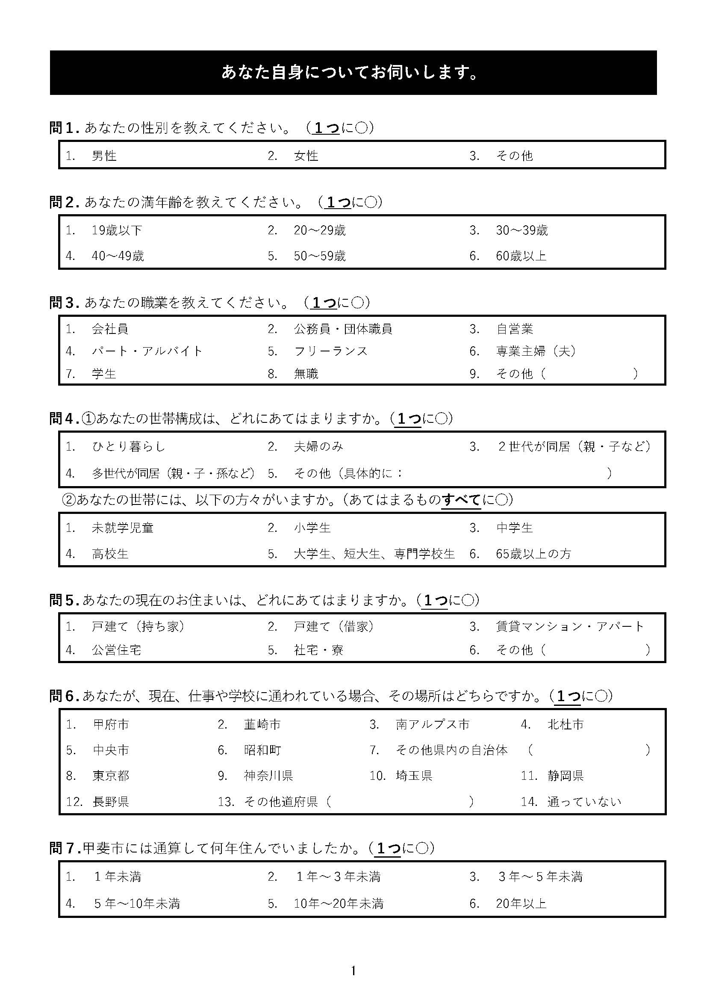 あなた自身についてお伺いします。
問１. あなたの性別を教えてください。（１つに○）
1. 男性 2. 女性 3. その他
問２. あなたの満年齢を教えてください。（１つに○）
1. 19歳以下 2. 20～29歳 3. 30～39歳
4. 40～49歳 5. 50～59歳 6. 60歳以上
問３. あなたの職業を教えてください。（１つに○）
1. 会社員 2. 公務員・団体職員 3. 自営業
4. パート・アルバイト 5. フリーランス 6. 専業主婦（夫）
7. 学生 8. 無職 9. その他（ ）
問４. ①あなたの世帯構成は、どれにあてはまりますか。（１つに○）
1. ひとり暮らし 2. 夫婦のみ 3. ２世代が同居（親・子など）
4. 多世代が同居（親・子・孫など） 5. その他（具体的に： ）
②あなたの世帯には、以下の方々がいますか。（あてはまるものすべてに○）
1. 未就学児童 2. 小学生 3. 中学生
4. 高校生 5. 大学生、短大生、専門学校生 6. 65歳以上の方
問５. あなたの現在のお住まいは、どれにあてはまりますか。（１つに○）
1. 戸建て（持ち家） 2. 戸建て（借家） 3. 賃貸マンション・アパート
4. 公営住宅 5. 社宅・寮 6. その他（ ）
問６. あなたが、現在、仕事や学校に通われている場合、その場所はどちらですか。（１つに○）
1. 甲府市 2. 韮崎市 3. 南アルプス市 4. 北杜市
5. 中央市 6. 昭和町 7. その他県内の自治体 （ ）
8. 東京都 9. 神奈川県 10. 埼玉県 11. 静岡県
12. 長野県 13. その他道府県（ ） 14. 通っていない
問７. 甲斐市には通算して何年住んでいましたか。（１つに○）
1. １年未満 2. １年～３年未満 3. ３年～５年未満
4. ５年～10年未満 5. 10年～20年未満 6. 20年以上
1